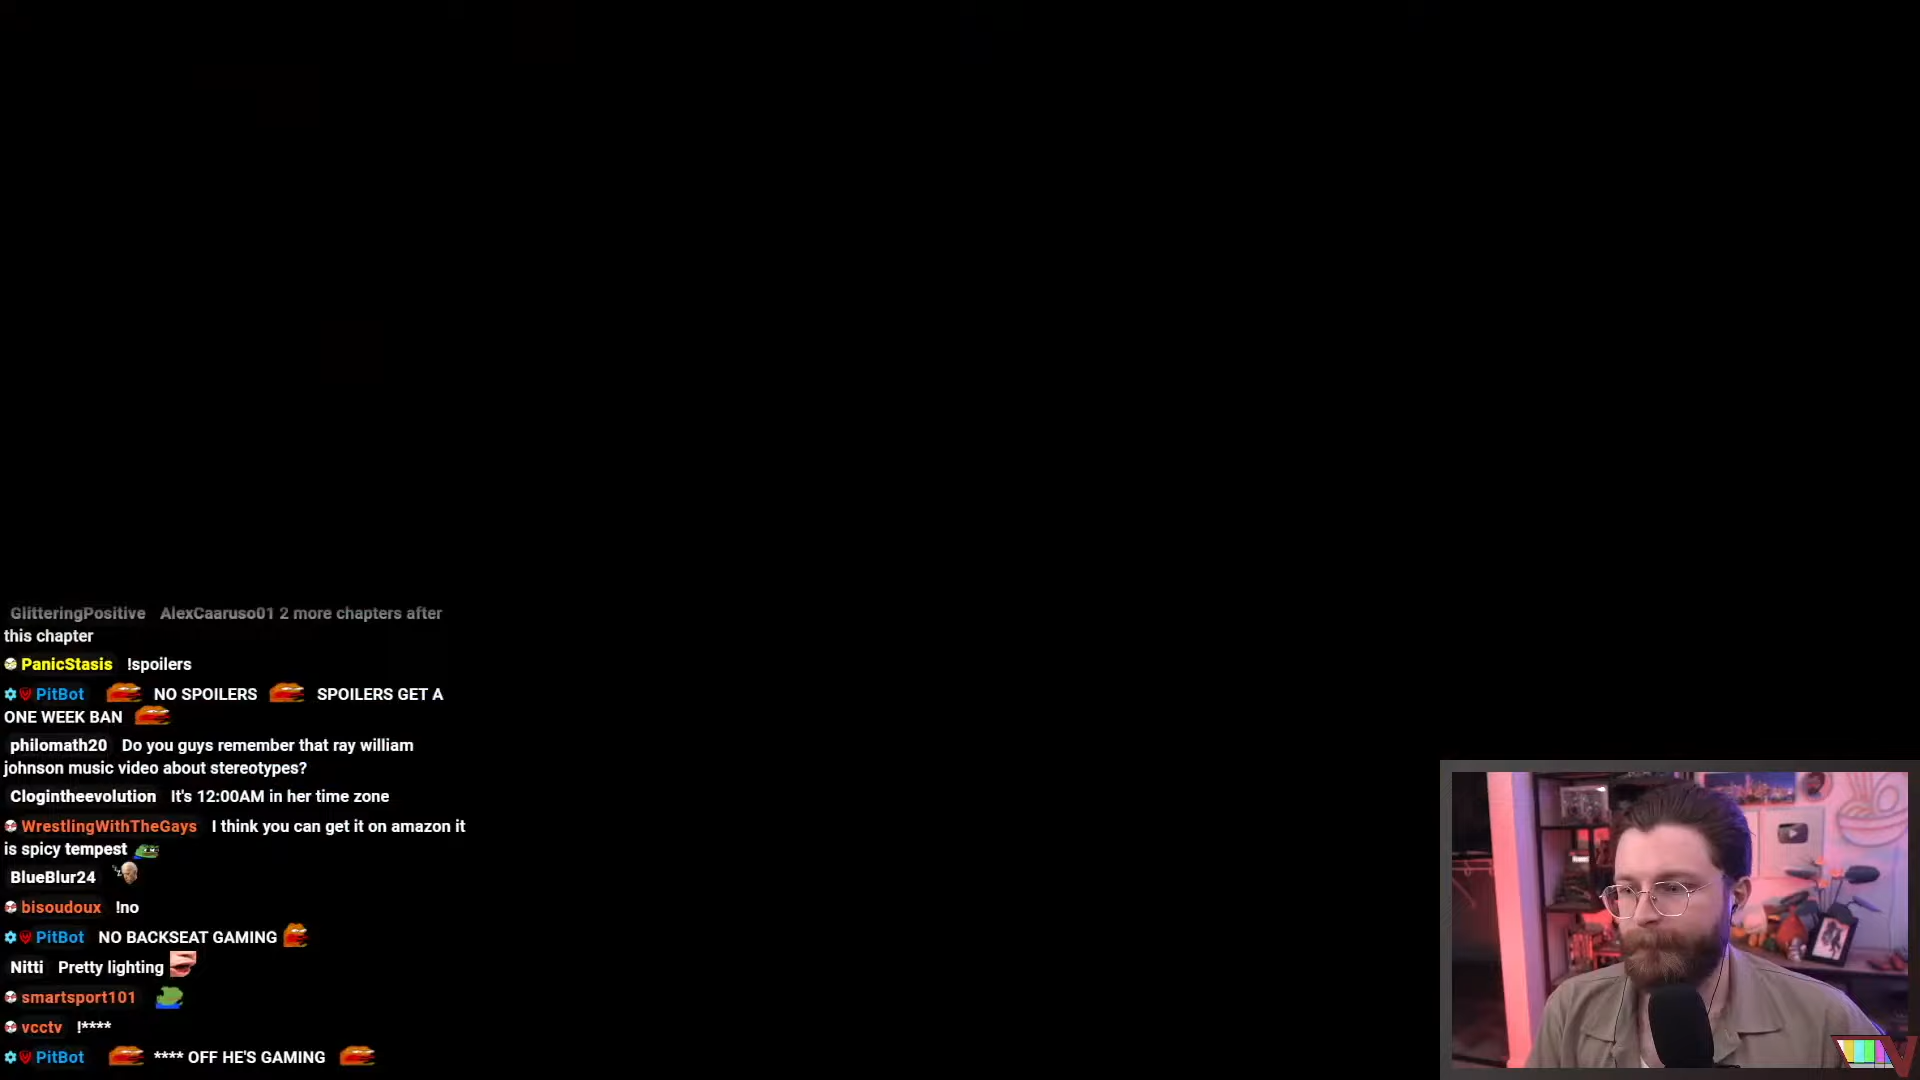 GlitteringPositive AlexCaaruso01 2 more chapters after
this chapter
PanicStasis !spoilers
PitBot NO SPOILERS SPOILERS GET A
ONE WEEK BAN
philomath20 Do you guys remember that ray william
johnson music video about stereotypes?
Clogintheevolution It's 12:00AM in her time zone
WrestlingWithTheGays I think you can get it on amazon it
is spicy tempest
BlueBlur24
bisoudoux !no
PitBot NO BACKSEAT GAMING
Nitti Pretty lighting
smartsport101
vcctv !****
PitBot **** OFF HE'S GAMING